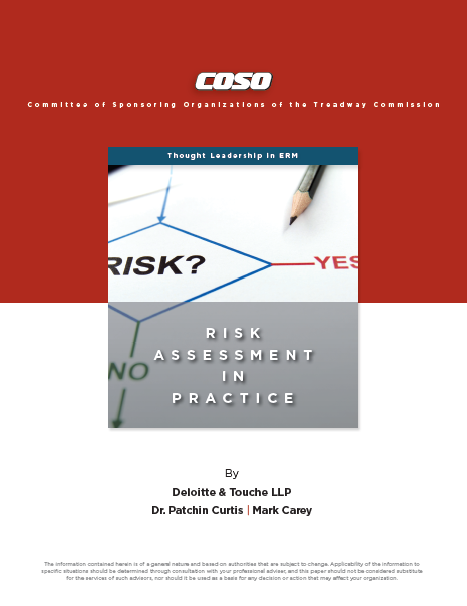 COSO
Committee of Sponsoring Organizations of the Treadway Commission
Thought Leadership in ERM
RISK?
YES
NO
RISK
ASSESSMENT
IN
PRACTICE
By
Deloitte & Touche LLP
Dr. Patchin Curtis | Mark Carey
The information contained herein is of a general nature and based on authorities that are subject to change. Applicability of the information to
specific situations should be determined through consultation with your professional adviser, and this paper should not be considered substitute
for the services of such advisors, nor should it be used as a basis for any decision or action that may affect your organization.